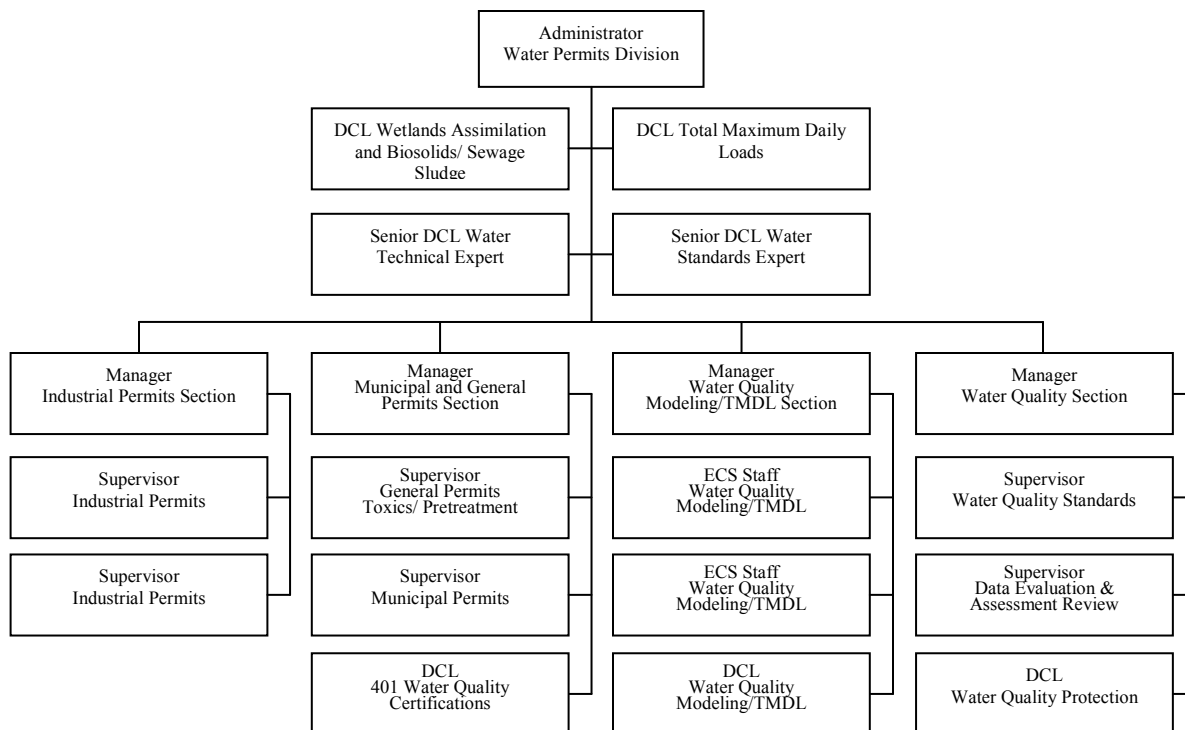 Administrator
Water Permits Division
DCL Wetlands Assimilation
and Biosolids/ Sewage
Sludge
DCL Total Maximum Daily
Loads
Senior DCL Water
Technical Expert
Senior DCL Water
Standards Expert
Manager
Industrial Permits Section
Manager
Municipal and General
Permits Section
Manager
Water Quality
Modeling/TMDL Section
Manager
Water Quality Section
Supervisor
Industrial Permits
Supervisor
General Permits
Toxics/ Pretreatment
ECS Staff
Water Quality
Modeling/TMDL
Supervisor
Water Quality Standards
Supervisor
Industrial Permits
Supervisor
Municipal Permits
ECS Staff
Water Quality
Modeling/TMDL
Supervisor
Data Evaluation &
Assessment Review
DCL
401 Water Quality
Certifications
DCL
Water Quality
Modeling/TMDL
DCL
Water Quality Protection